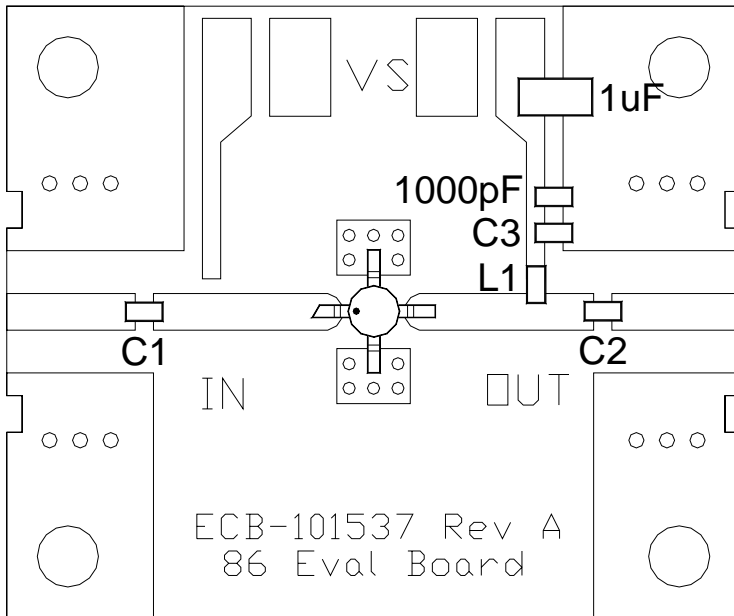 VS
1uF
1000pF
C3
L1
C1
C2
IN
OUT
ECB-101537 Rev A
86 Eval Board